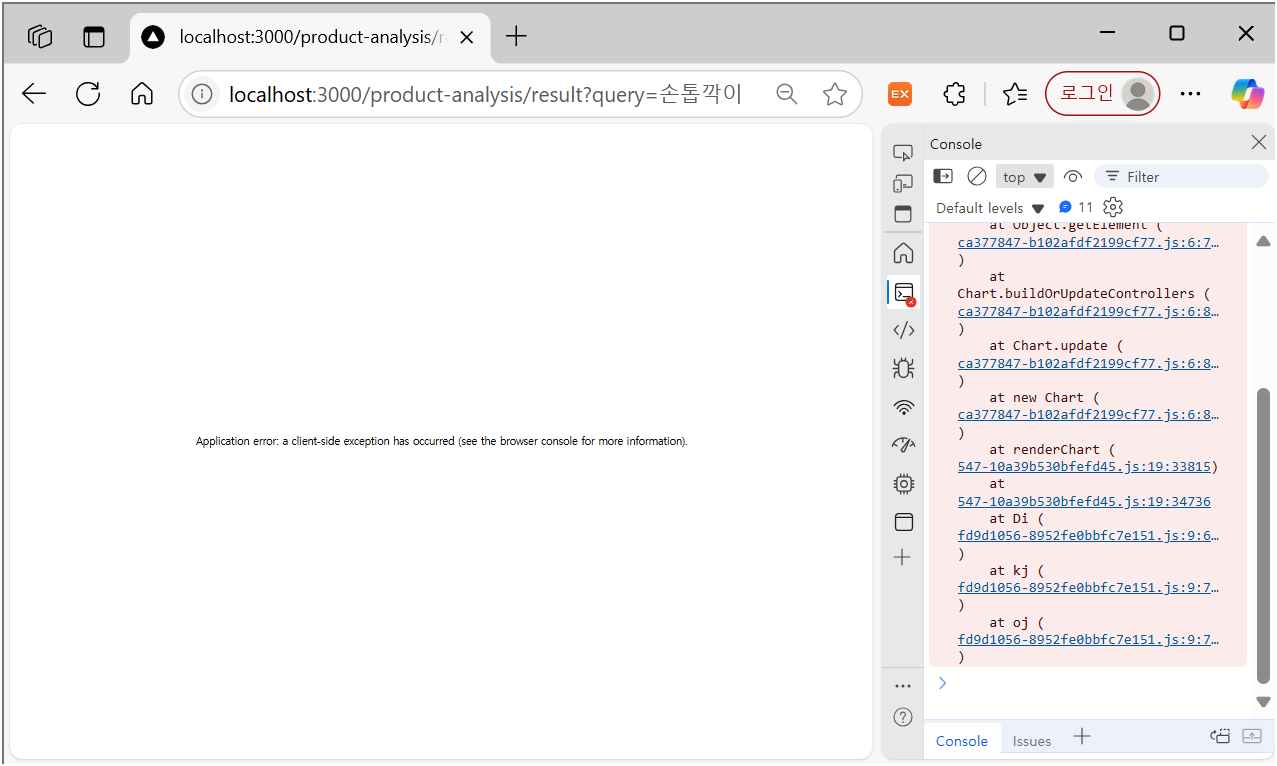 localhost:3000/product-analysis/r
localhost:3000/product-analysis/result?query=손톱깍이
EX
로그인
Console
top
Filter
Default levels
11
at Object.getElement (
ca377847-b102afdf2199cf77.js:6:7…
)
at
Chart.buildOrUpdateControllers (
ca377847-b102afdf2199cf77.js:6:8…
)
at Chart.update (
ca377847-b102afdf2199cf77.js:6:8…
)
at new Chart (
ca377847-b102afdf2199cf77.js:6:8…
)
at renderChart (
547-10a39b530bfefd45.js:19:33815)
at
547-10a39b530bfefd45.js:19:34736
at Di (
fd9d1056-8952fe0bbfc7e151.js:9:6…
)
at kj (
fd9d1056-8952fe0bbfc7e151.js:9:7…
)
at oj (
fd9d1056-8952fe0bbfc7e151.js:9:7…
)
Application error: a client-side exception has occurred (see the browser console for more information).
Console
Issues